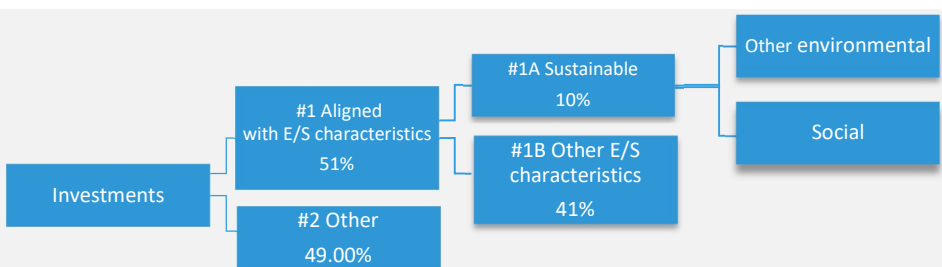 Investments
#1 Aligned
with E/S characteristics
51%
#2 Other
49.00%
#1A Sustainable
10%
#1B Other E/S
characteristics
41%
Other environmental
Social